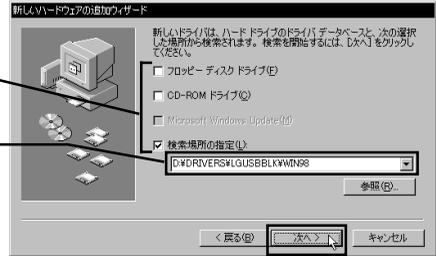 新しいハードウェアの追加ウィザード
新しいドライバは、ハード ドライブのドライバ データベースと、次の選択
した場所から検索されます。検索を開始するには、[次へ] をクリックし
てください。
フロッピー ディスク ドライブ(F)
CD-ROM ドライブ(C)
Microsoft Windows Update(M)
検索場所の指定(L):
D:¥DRIVERS¥LGUSBBLK¥WIN98
参照(R)...
< 戻る(B)
次へ >
キャンセル